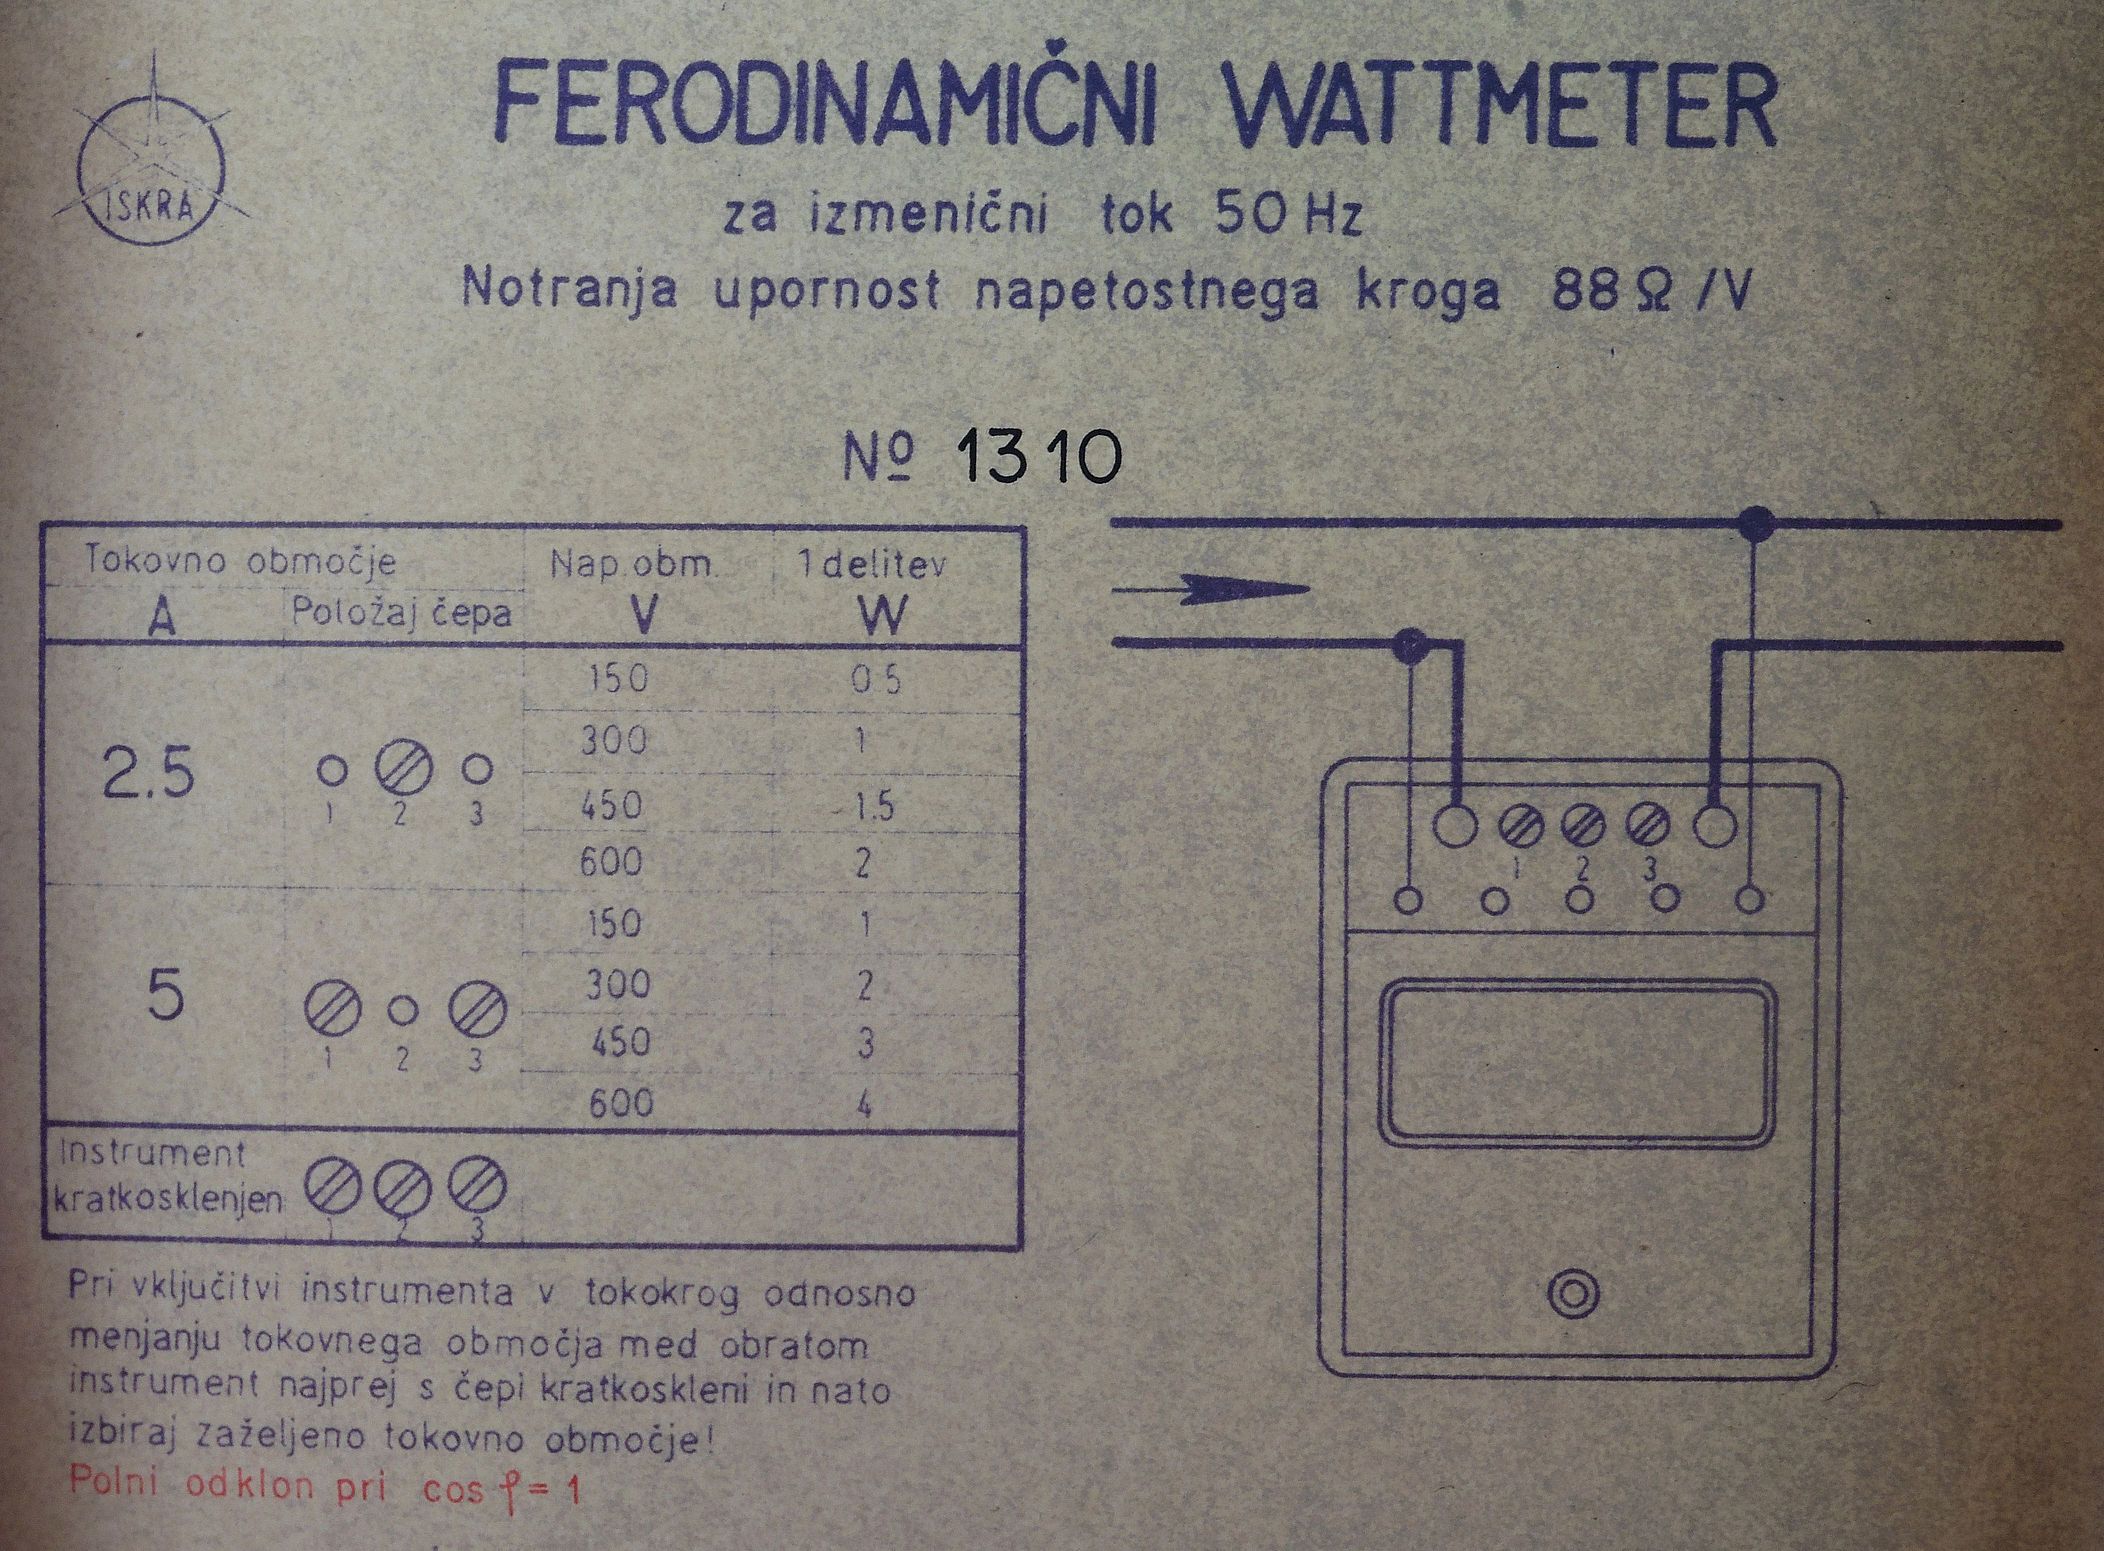 ISKRA
FERODINAMIČNI WATTMETER
za izmenični tok 50 Hz
Notranja upornost napetostnega kroga 88 Ω /V
Nº 1310
Tokovno območje Nap. obm. 1 delitev
A Položaj čepa V W
150 0.5
300 1
2.5
1 2 3
450 1.5
600 2
150 1
300 2
5
1 2 3
450 3
600 4
Instrument
kratkosklenjen
1 2 3
1 2 3
Pri vključitvi instrumenta v tokokrog odnosno
menjanju tokovnega območja med obratom
instrument najprej s čepi kratkoskleni in nato
izbiraj zaželjeno tokovno območje!
Polni odklon pri cos φ = 1